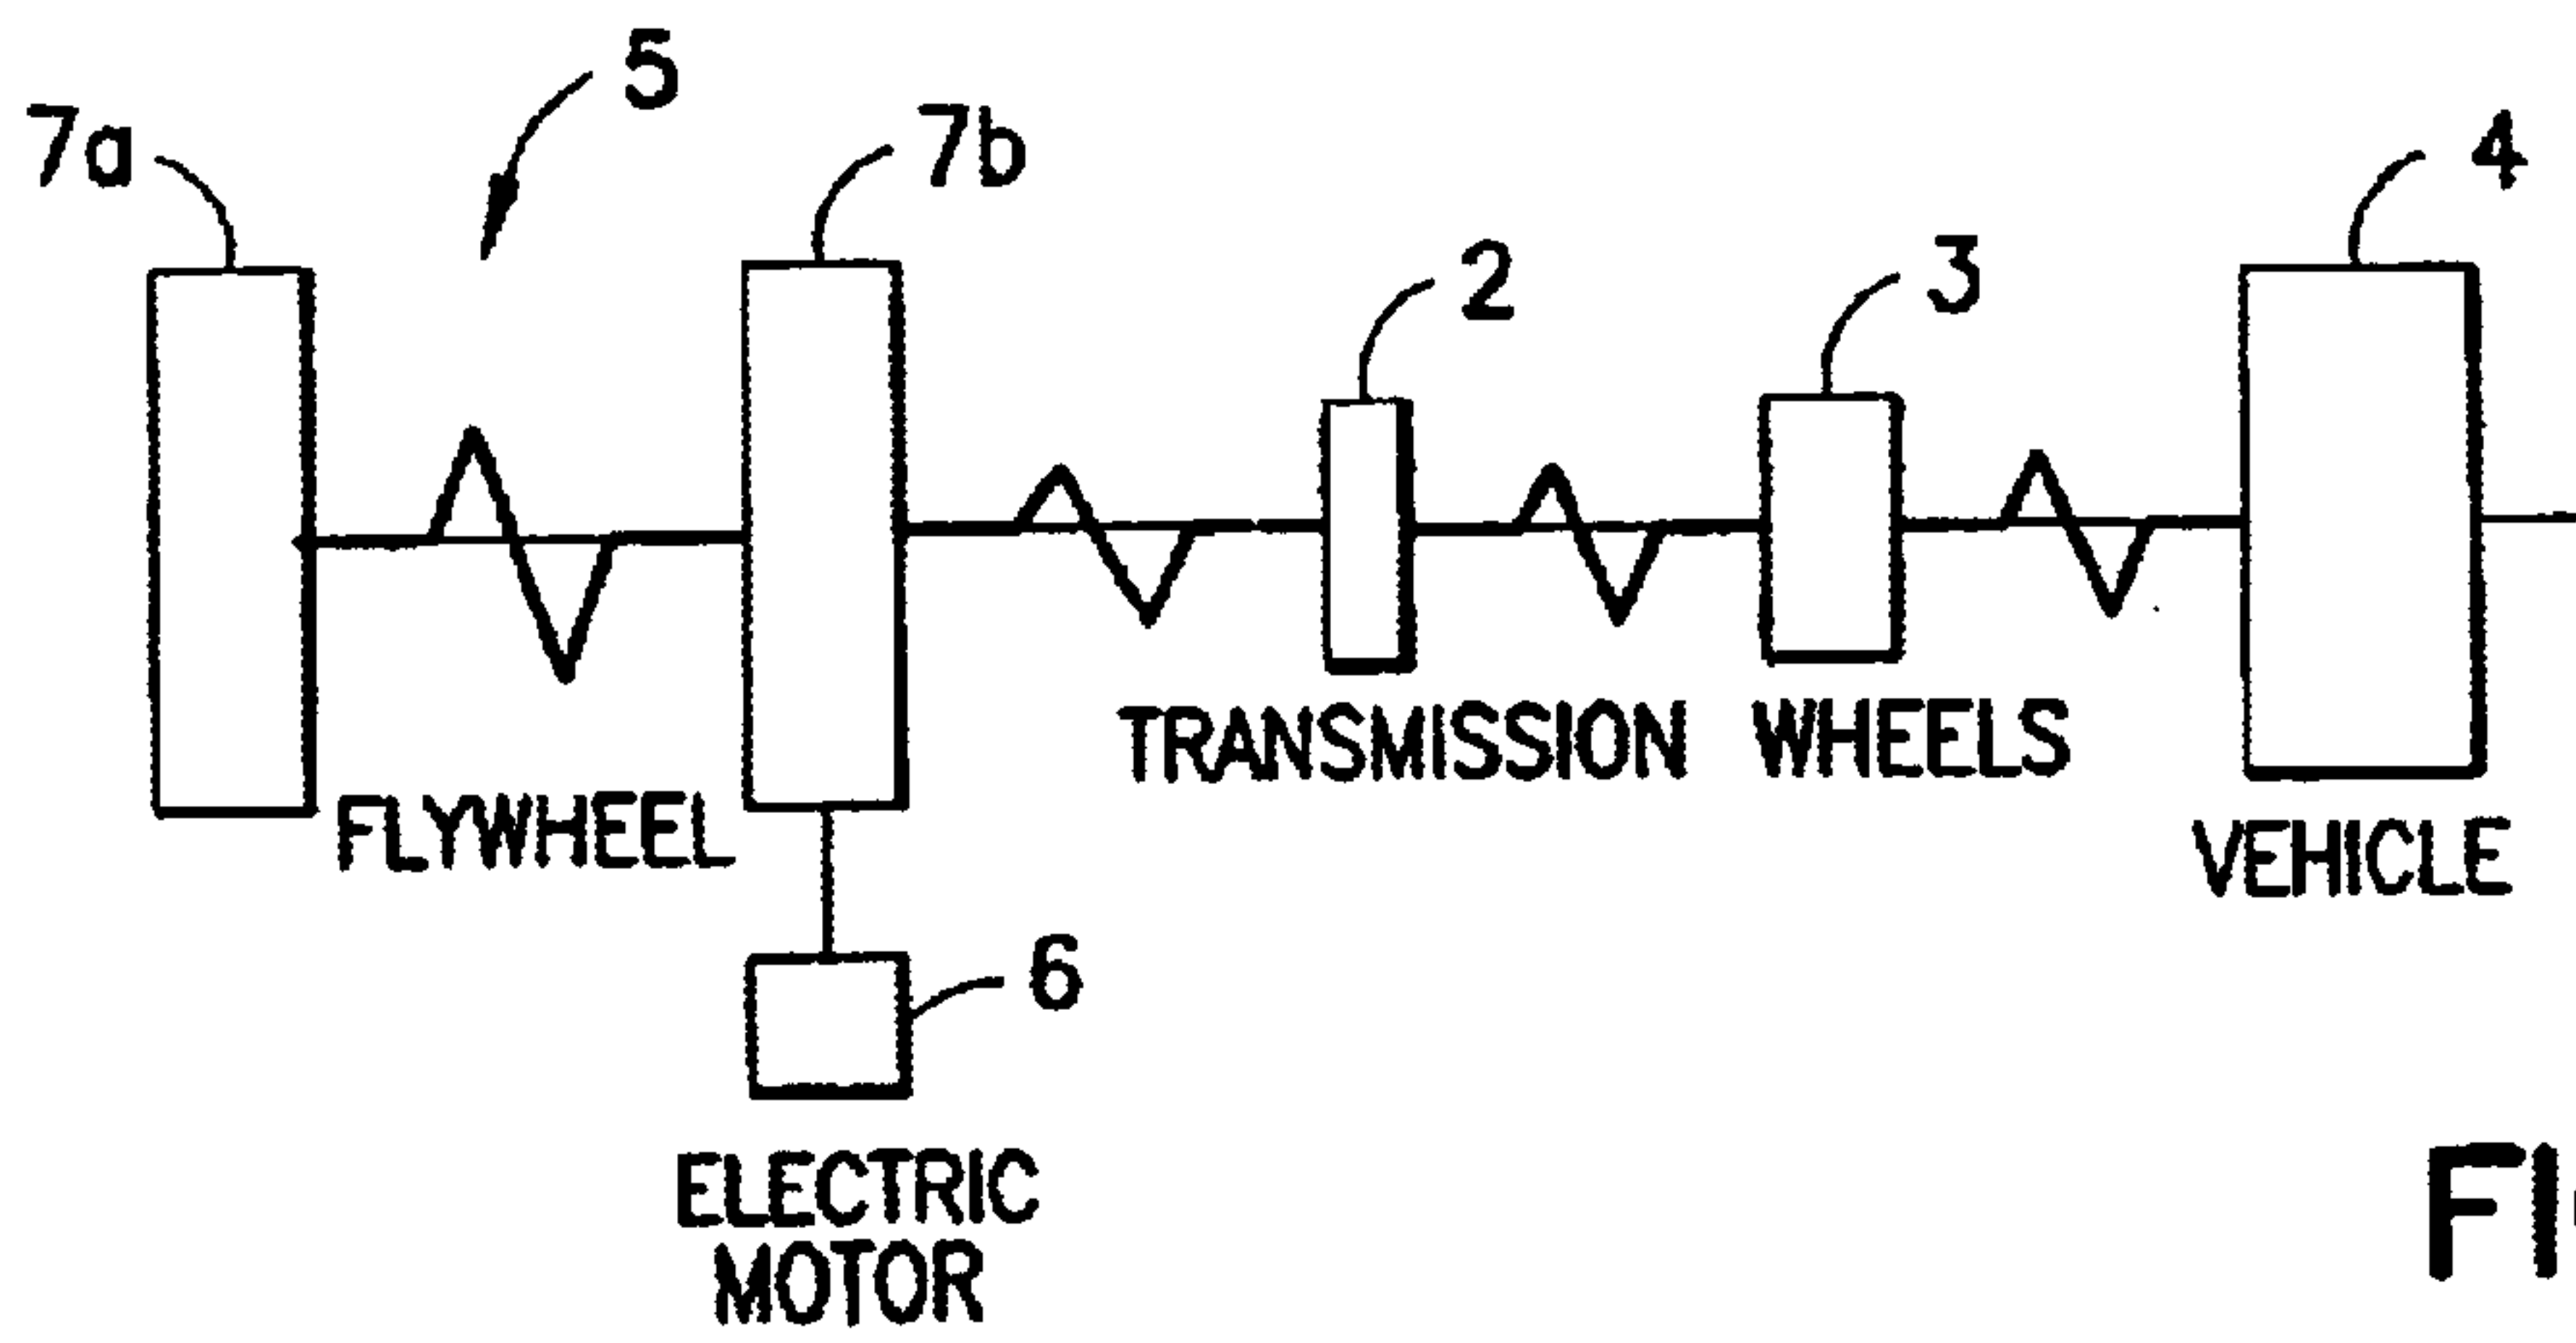 5
7a
7b
4
2
3
TRANSMISSION WHEELS
FLYWHEEL
VEHICLE
6
ELECTRIC
MOTOR